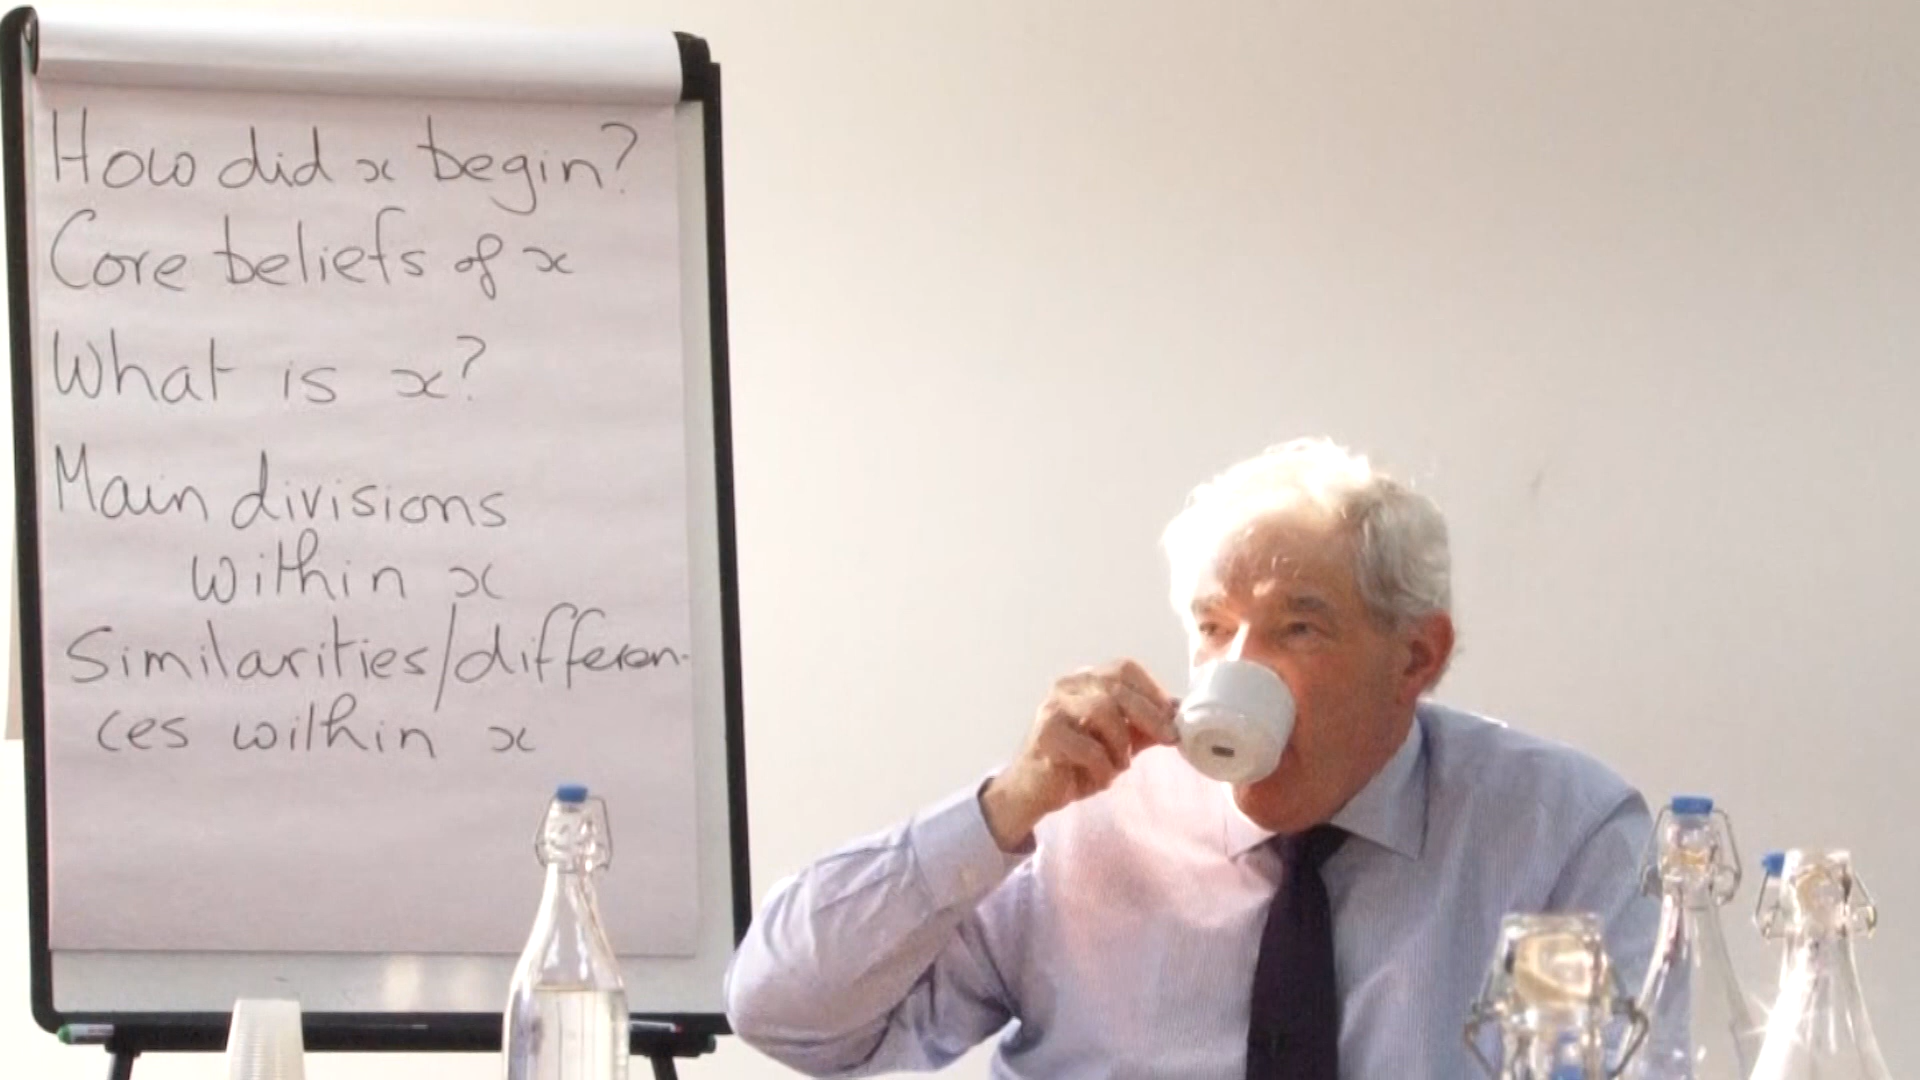 How did x begin?
Core beliefs of x
What is x?
Main divisions
within x
Similarities/differen-
ces within x